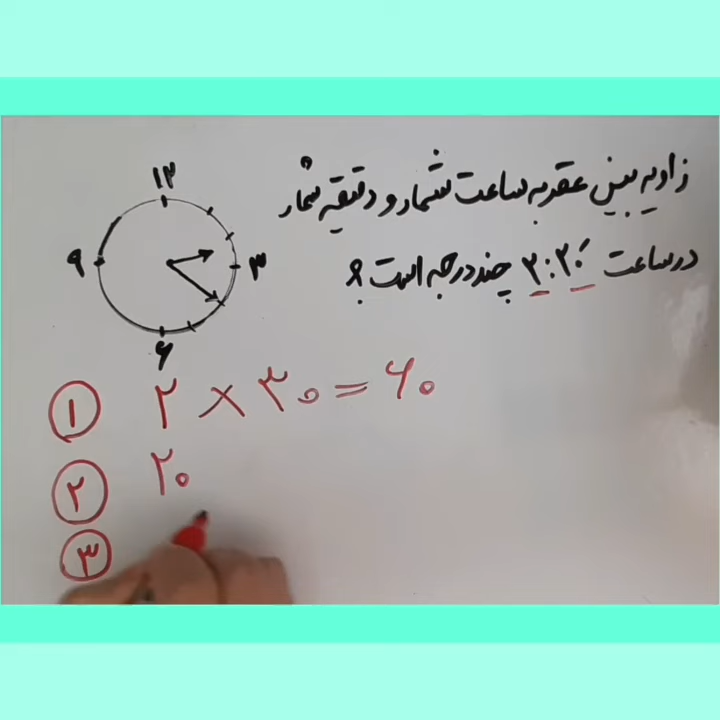 زاویه بین عقربه ساعت شمار و دقیقه شمار
در ساعت ۲:۲۰ چند درجه است؟
۱۲
۹
۳
۶
۱ ۲ × ۳۰ = ۶۰
۲ ۲۰
۳